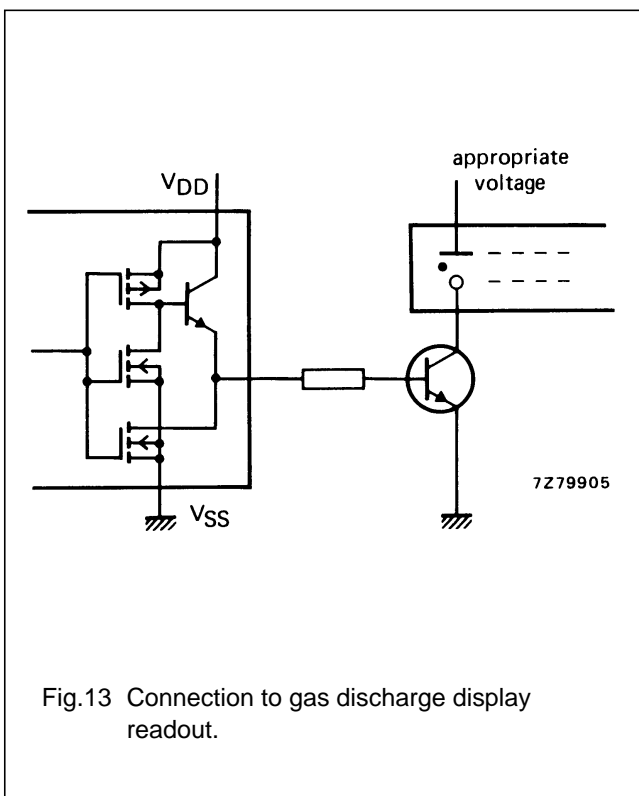 VDD
appropriate
voltage
VSS
7Z79905
Fig.13 Connection to gas discharge display
readout.